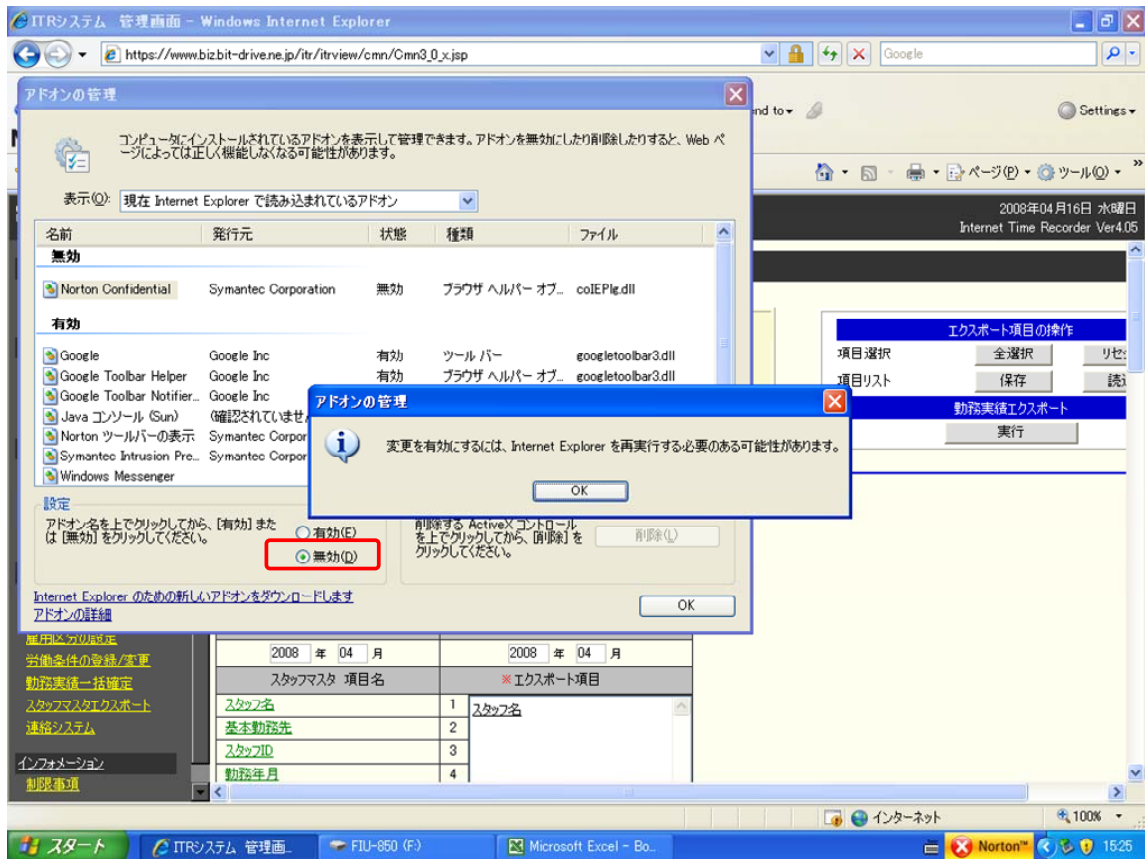 ITRシステム 管理画面 - Windows Internet Explorer
https://www.biz.bit-drive.ne.jp/itr/itrview/cmn/Cmn3_0_x.jsp
Google
アドオンの管理
nd to
Settings
コンピュータにインストールされているアドオンを表示して管理できます。アドオンを無効にしたり削除したりすると、Web ペ
ージによっては正しく機能しなくなる可能性があります。
ページ(P) ツール(O) »
表示(O): 現在 Internet Explorer で読み込まれているアドオン
2008年04月16日 水曜日
Internet Time Recorder Ver4.05
名前 発行元 状態 種類 ファイル
無効
Norton Confidential Symantec Corporation 無効 ブラウザ ヘルパー オブ... coIEPlg.dll
有効
エクスポート項目の操作
Google Google Inc 有効 ツール バー googletoolbar3.dll
項目選択 全選択 リセ
Google Toolbar Helper Google Inc 有効 ブラウザ ヘルパー オブ... googletoolbar3.dll
項目リスト 保存 読込
Google Toolbar Notifier... Google Inc
アドオンの管理
勤務実績エクスポート
Java コンソール (Sun) (確認されていませ
実行
Norton ツールバーの表示 Symantec Corpor
変更を有効にするには、Internet Explorer を再実行する必要のある可能性があります。
Symantec Intrusion Pre... Symantec Corpor
Windows Messenger
OK
設定
アドオン名を上でクリックしてから、[有効] また
は [無効] をクリックしてください。
有効(E)
無効(D)
削除する ActiveX コントロール
を上でクリックしてから、[削除] を
クリックしてください。
削除(L)
Internet Explorer のための新しいアドオンをダウンロードします
アドオンの詳細
OK
雇用区分の設定
労働条件の登録/変更
勤務実績一括確定
スタッフマスタエクスポート
連絡システム
インフォメーション
制限事項
2008 年 04 月 2008 年 04 月
スタッフマスタ 項目名 ※エクスポート項目
スタッフ名 1 スタッフ名
基本勤務先 2
スタッフID 3
勤務年月 4
インターネット 100%
スタート ITRシステム 管理画... FIU-850 (F:) Microsoft Excel - Bo... Norton™ 15:25